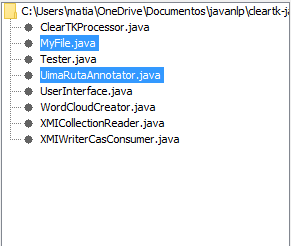 C:\Users\matia\OneDrive\Documentos\javanlp\cleartk-ja
ClearTKProcessor.java
MyFile.java
Tester.java
UimaRutaAnnotator.java
UserInterface.java
WordCloudCreator.java
XMICollectionReader.java
XMIWriterCasConsumer.java